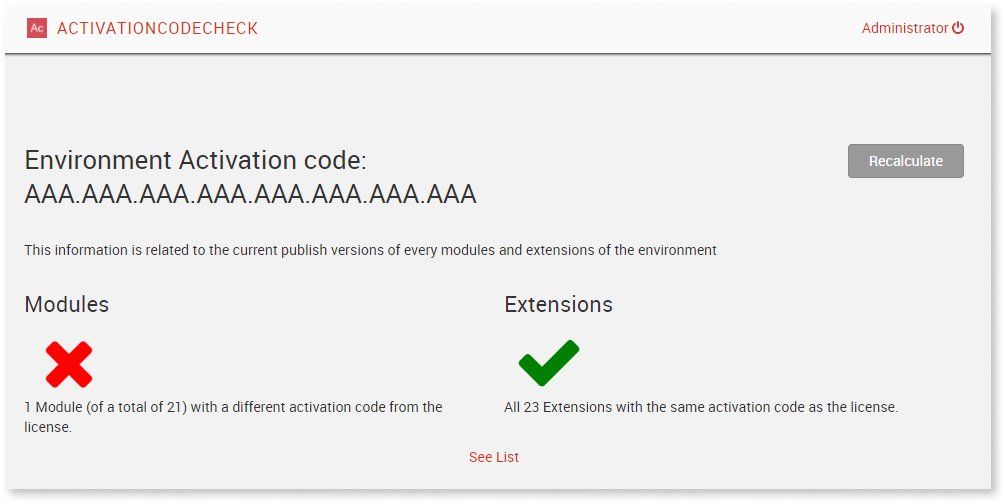 Ac ACTIVATIONCODECHECK
Administrator
Environment Activation code:
AAA.AAA.AAA.AAA.AAA.AAA.AAA.AAA
Recalculate
This information is related to the current publish versions of every modules and extensions of the environment
Modules
1 Module (of a total of 21) with a different activation code from the
license.
Extensions
All 23 Extensions with the same activation code as the license.
See List